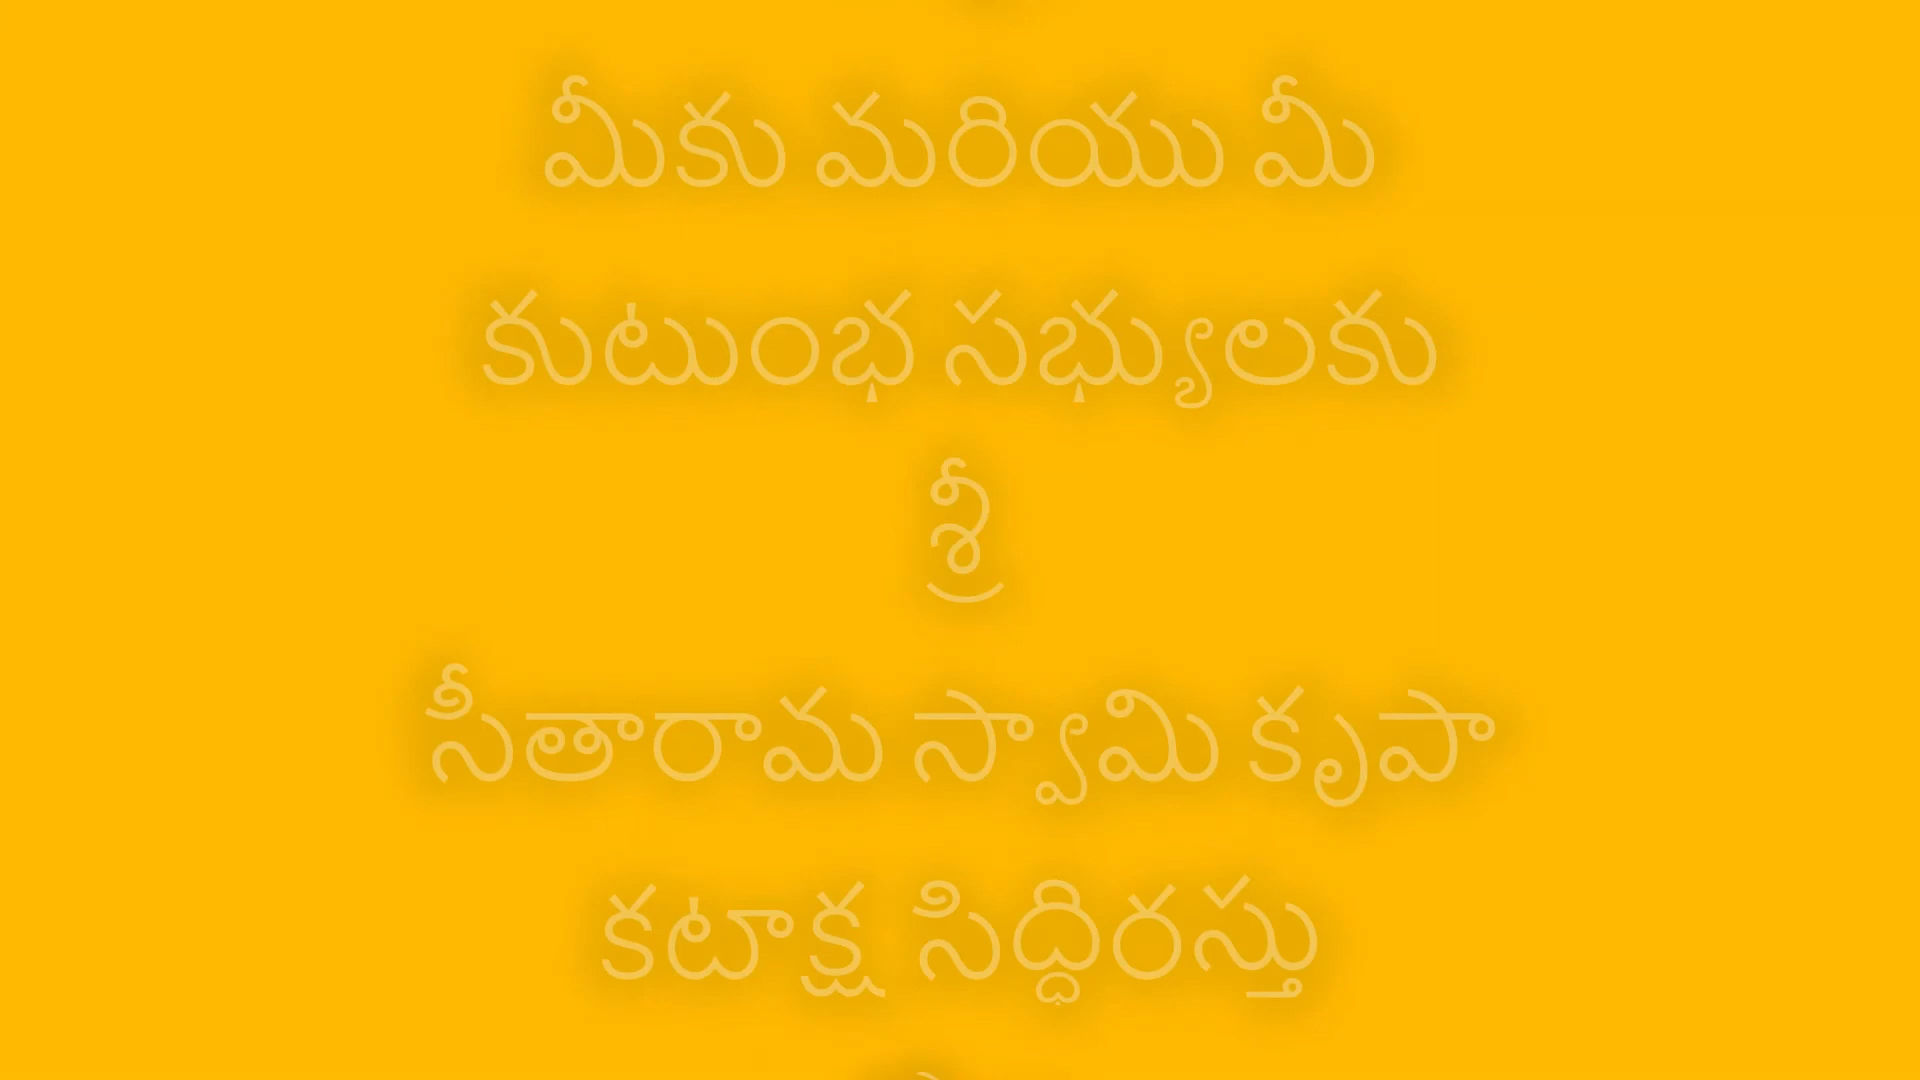 మీకు మరియు మీ
కుటుంభ సభ్యులకు
శ్రీ
సీతారామ స్వామి కృపా
కటాక్ష సిద్ధిరస్తు